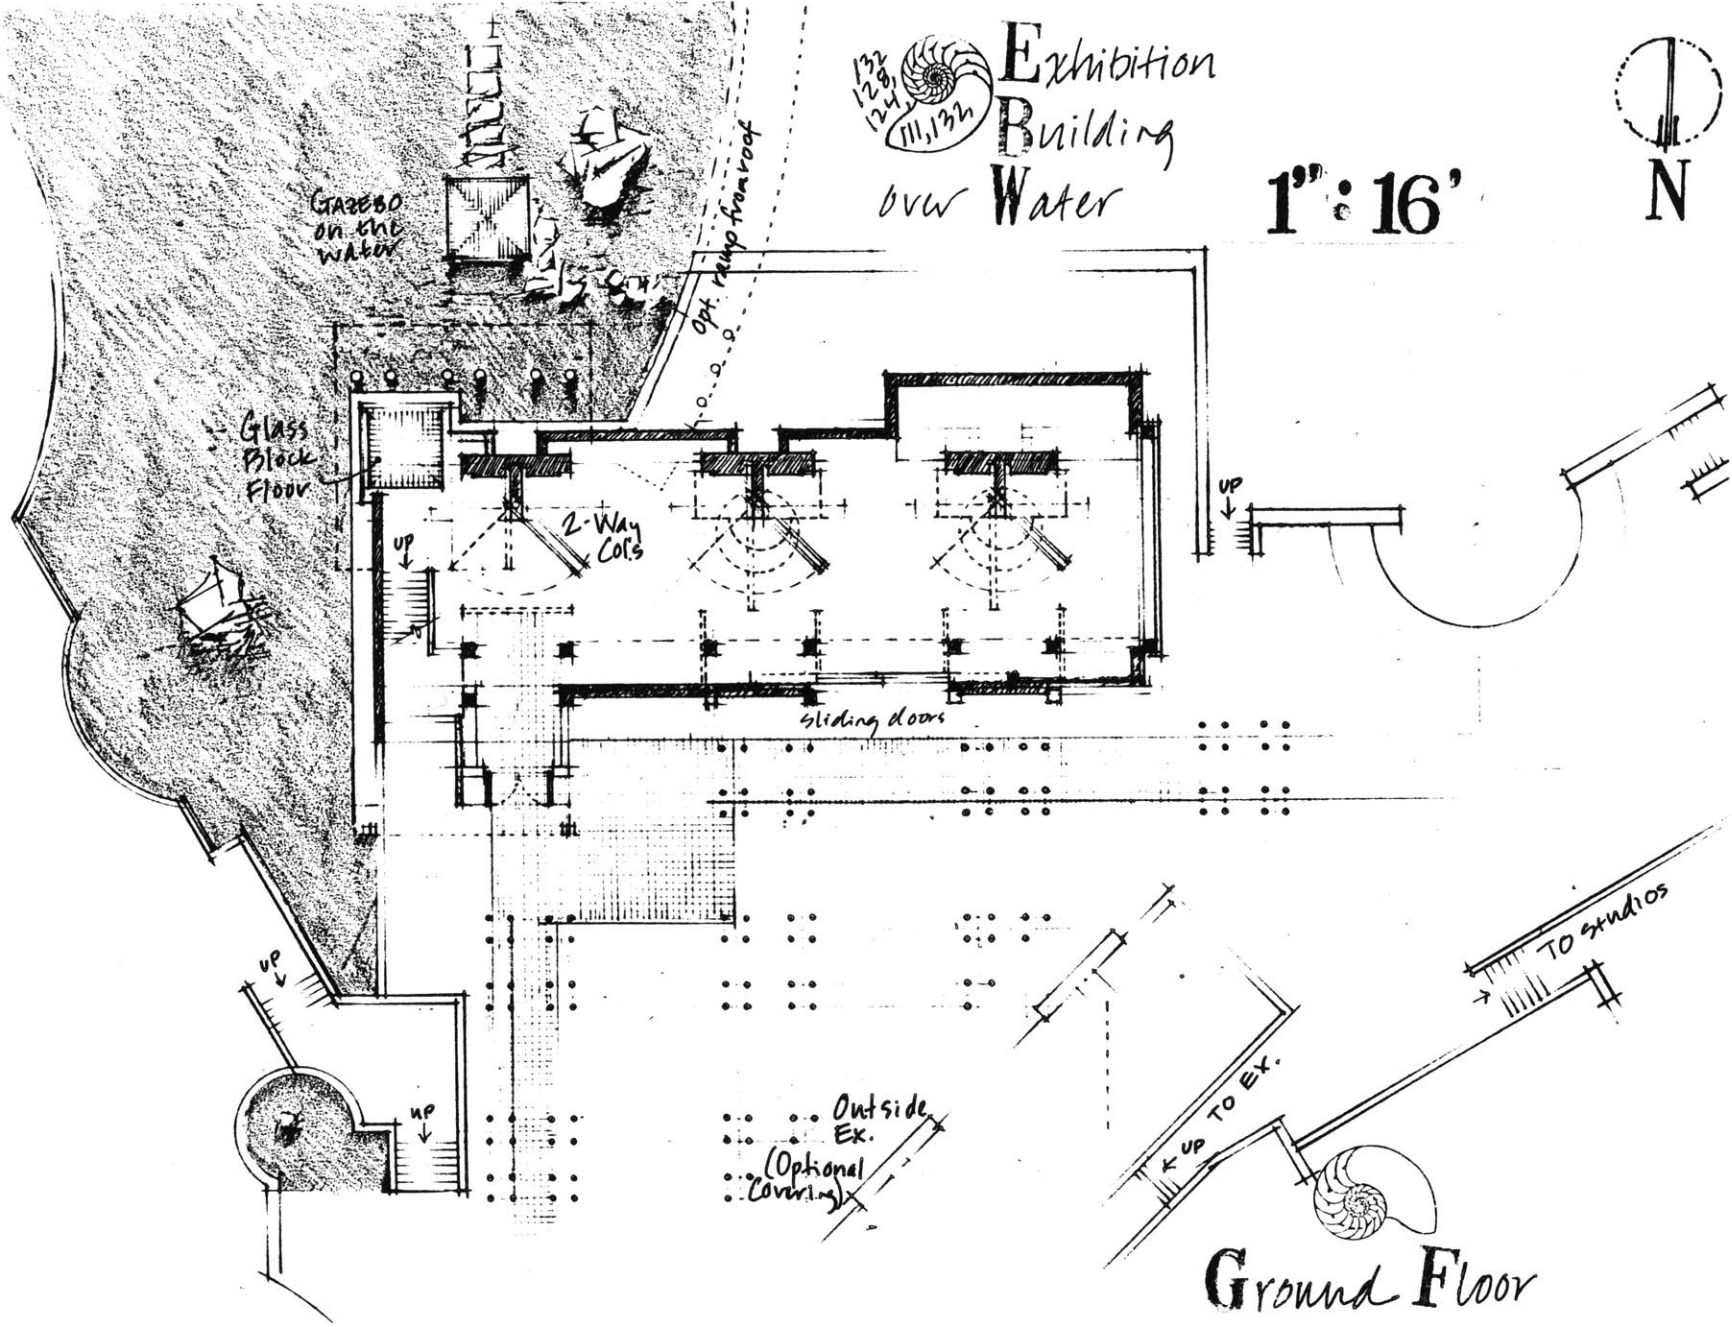 132
128,
124,
111,132
Exhibition
Building
over Water
1": 16'
N
Gazebo
on the
water
Opt. ramp from roof
Glass
Block
Floor
2-Way
Col's
UP
UP
sliding doors
UP
UP
Outside
Ex.
(Optional
Covering)
TO EX.
UP
TO studios
Ground Floor